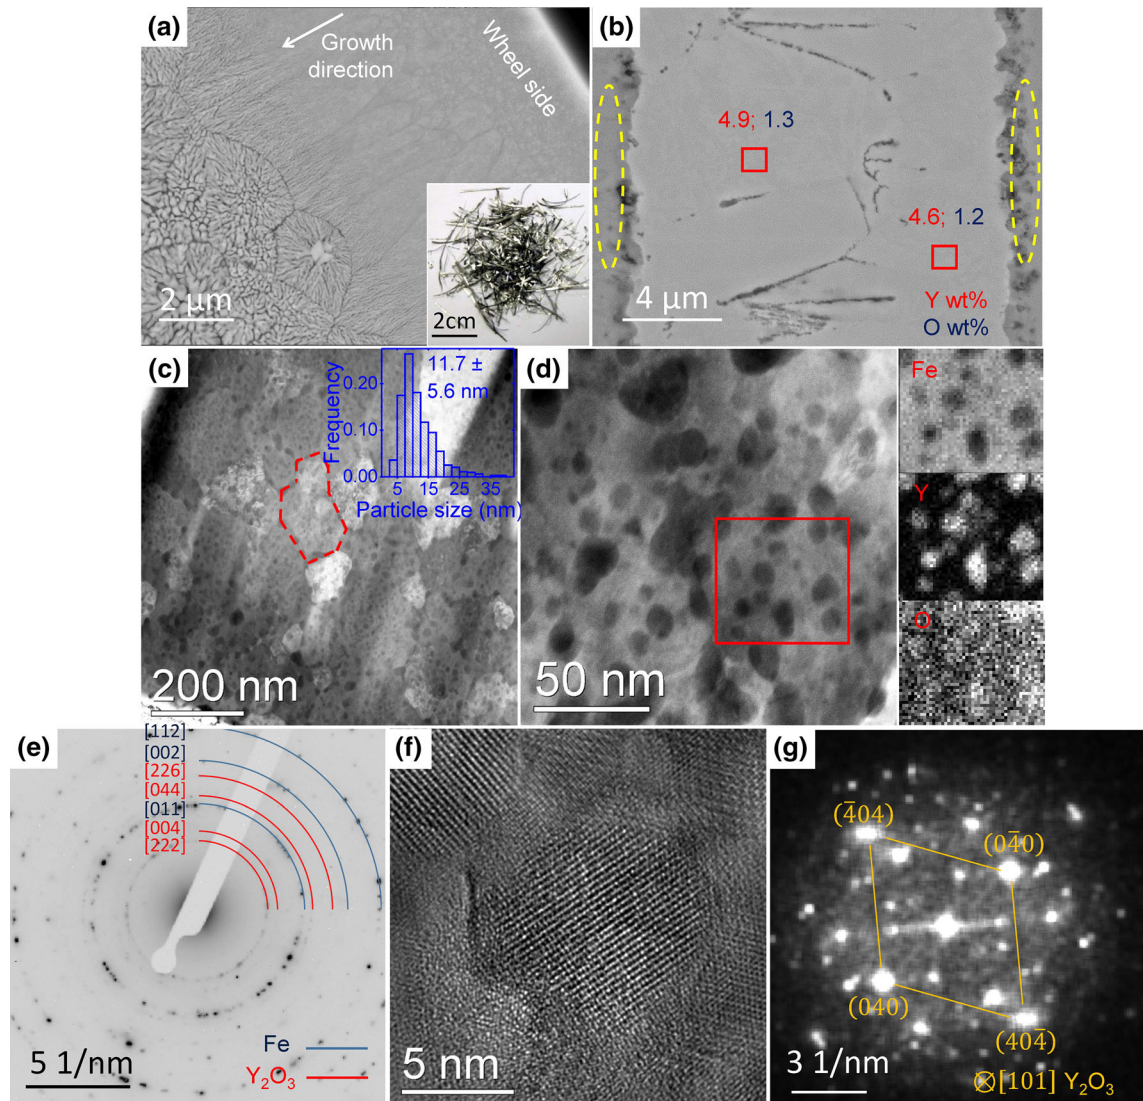 (a)
Growth
direction
Wheel side
2 μm
2cm
(b)
4.9; 1.3
4.6; 1.2
4 μm
Y wt%
O wt%
(c)
Frequency
0.20
0.10
0.00
11.7 ±
5.6 nm
5 15 25 35
Particle size (nm)
200 nm
(d)
50 nm
Fe
Y
O
(e)
[112]
[002]
[226]
[044]
[011]
[004]
[222]
Fe
Y₂O₃
5 1/nm
(f)
5 nm
(g)
(4̅04)
(04̅0)
(040)
(404̅)
3 1/nm
⊗[101] Y₂O₃